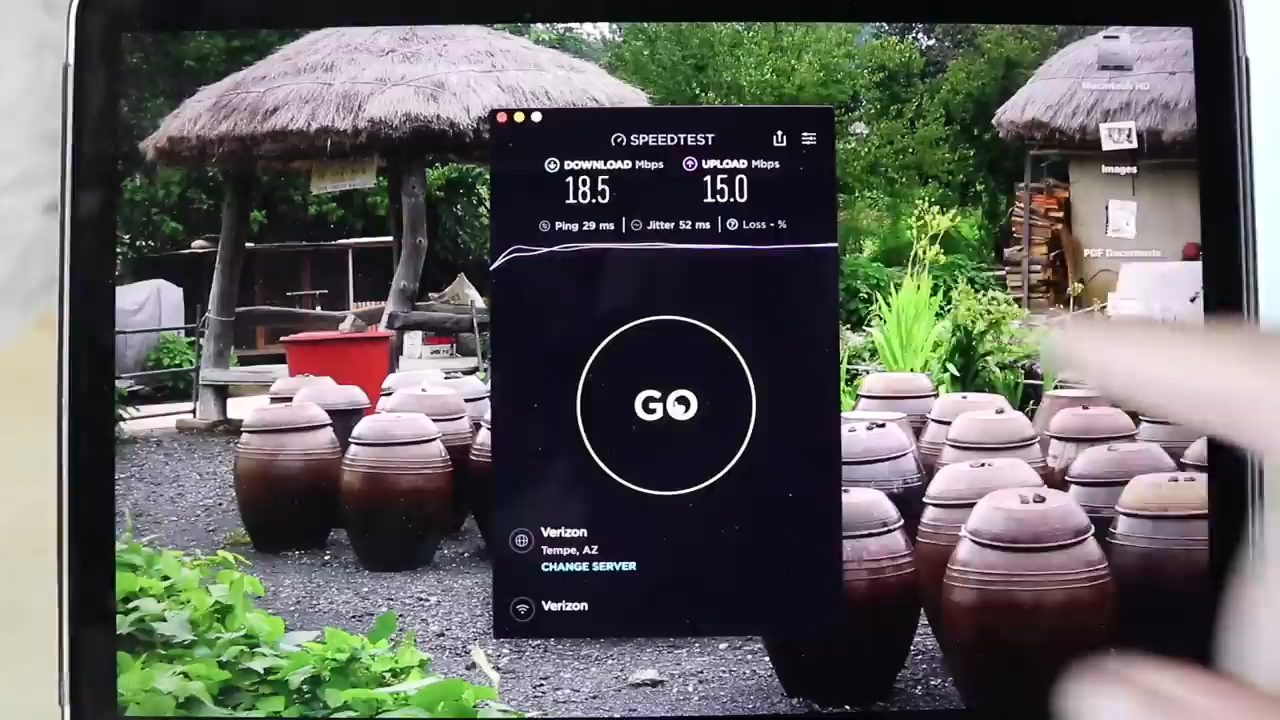 SPEEDTEST
DOWNLOAD Mbps
UPLOAD Mbps
18.5
15.0
Ping 29 ms
Jitter 52 ms
Loss - %
GO
Verizon
Tempe, AZ
CHANGE SERVER
Verizon
Macintosh HD
Images
PDF Documents